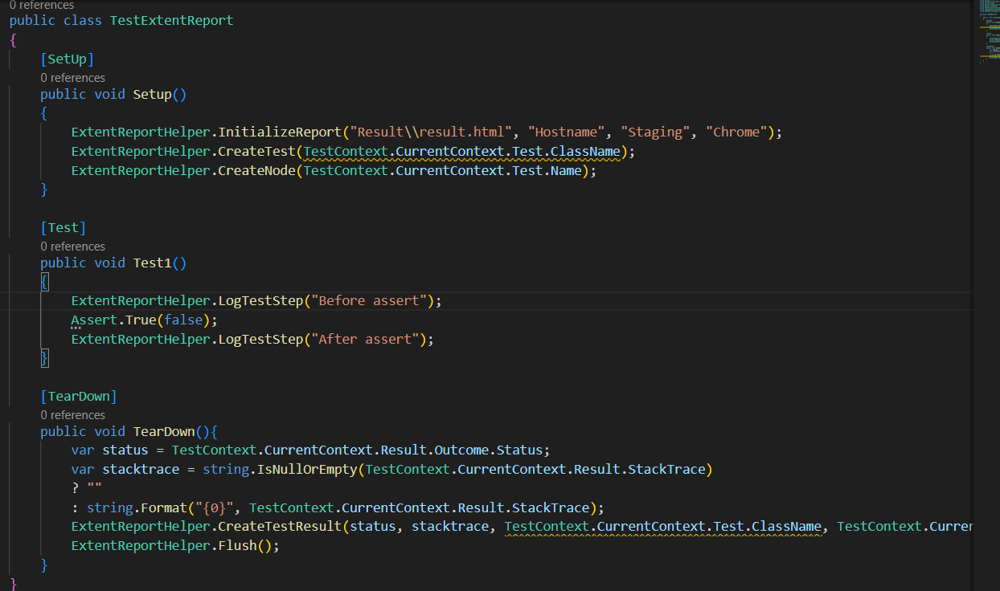 0 references
public class TestExtentReport
{
[SetUp]
0 references
public void Setup()
{
ExtentReportHelper.InitializeReport("Result\\result.html", "Hostname", "Staging", "Chrome");
ExtentReportHelper.CreateTest(TestContext.CurrentContext.Test.ClassName);
ExtentReportHelper.CreateNode(TestContext.CurrentContext.Test.Name);
}
[Test]
0 references
public void Test1()
{
ExtentReportHelper.LogTestStep("Before assert");
Assert.True(false);
ExtentReportHelper.LogTestStep("After assert");
}
[TearDown]
0 references
public void TearDown(){
var status = TestContext.CurrentContext.Result.Outcome.Status;
var stacktrace = string.IsNullOrEmpty(TestContext.CurrentContext.Result.StackTrace)
? ""
: string.Format("{0}", TestContext.CurrentContext.Result.StackTrace);
ExtentReportHelper.CreateTestResult(status, stacktrace, TestContext.CurrentContext.Test.ClassName, TestContext.Currer
ExtentReportHelper.Flush();
}
}